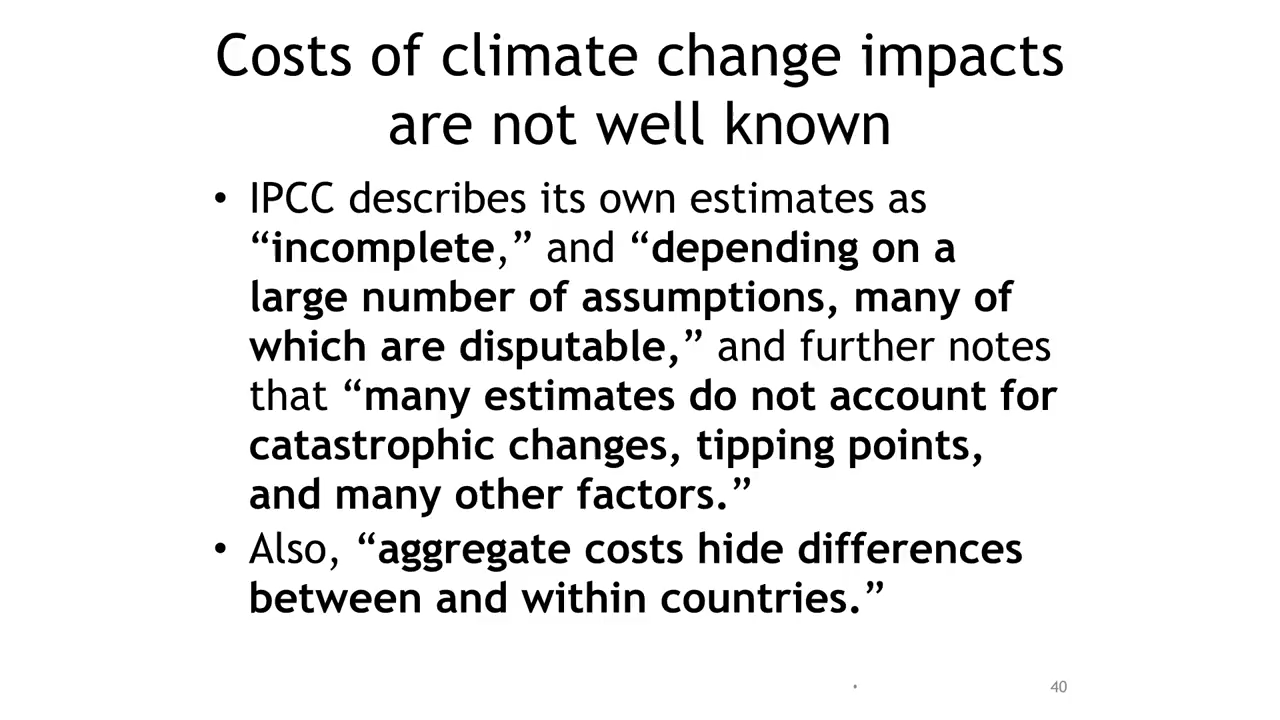 Costs of climate change impacts
are not well known
• IPCC describes its own estimates as
“incomplete,” and “depending on a
large number of assumptions, many of
which are disputable,” and further notes
that “many estimates do not account for
catastrophic changes, tipping points,
and many other factors.”
• Also, “aggregate costs hide differences
between and within countries.”
• 40